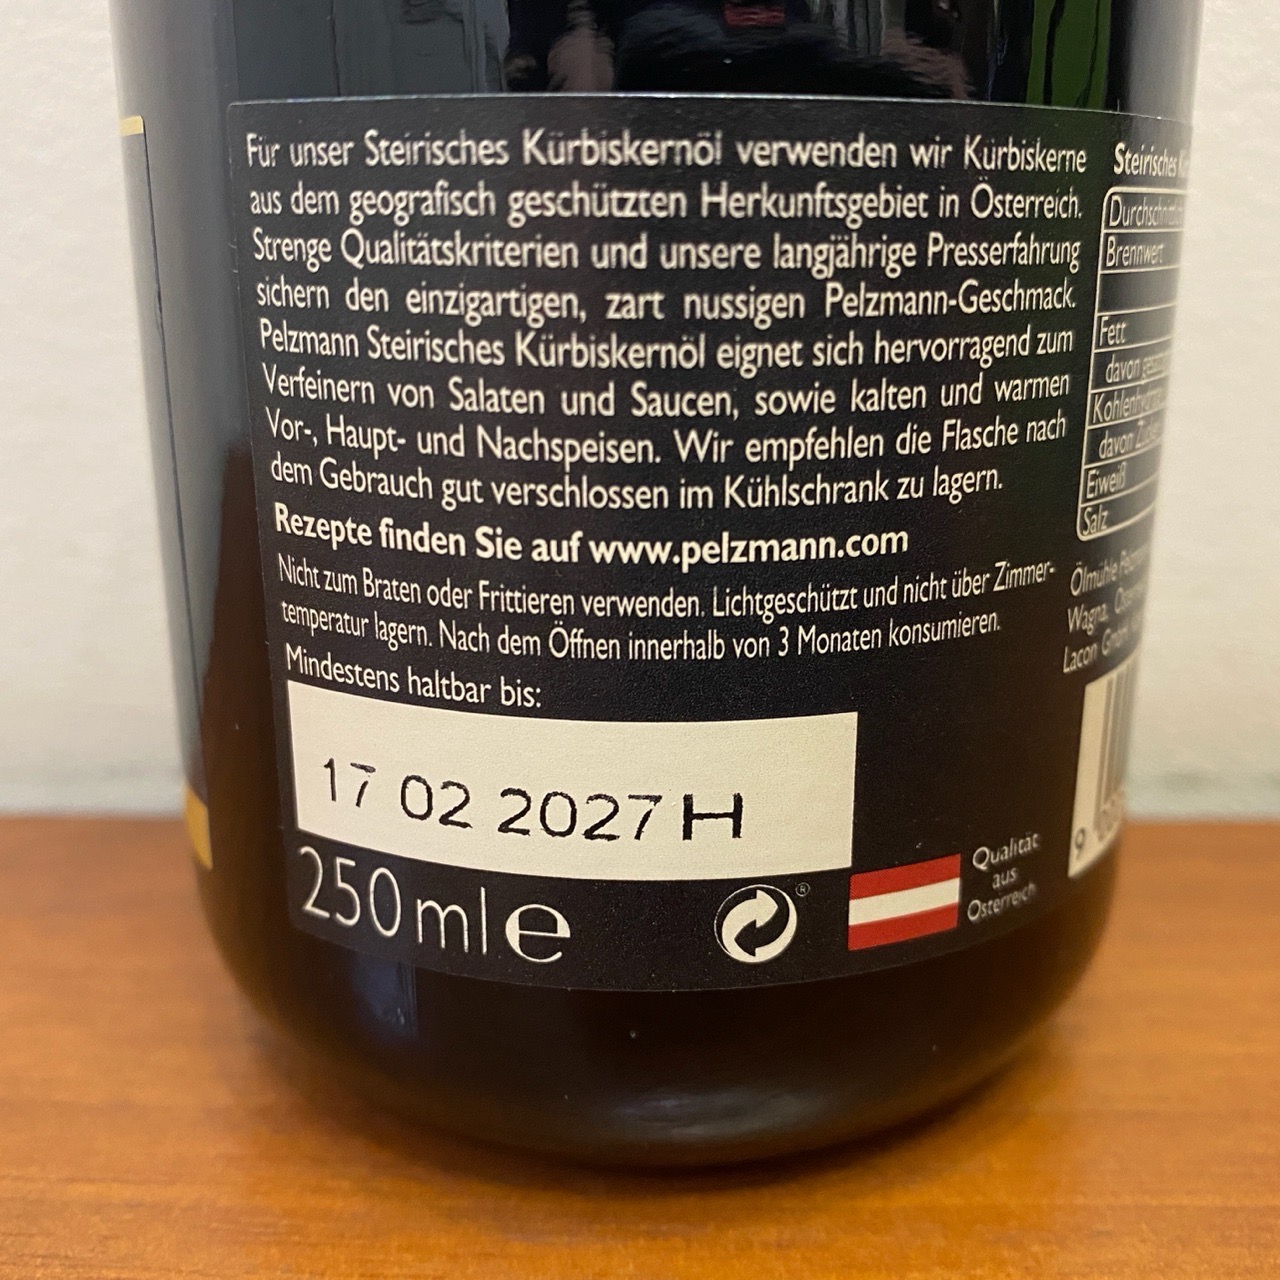 Für unser Steirisches Kürbiskernöl verwenden wir Kürbiskerne
aus dem geografisch geschützten Herkunftsgebiet in Österreich.
Strenge Qualitätskriterien und unsere langjährige Presserfahrung
sichern den einzigartigen, zart nussigen Pelzmann-Geschmack.
Pelzmann Steirisches Kürbiskernöl eignet sich hervorragend zum
Verfeinern von Salaten und Saucen, sowie kalten und warmen
Vor-, Haupt- und Nachspeisen. Wir empfehlen die Flasche nach
dem Gebrauch gut verschlossen im Kühlschrank zu lagern.
Rezepte finden Sie auf www.pelzmann.com
Nicht zum Braten oder Frittieren verwenden. Lichtgeschützt und nicht über Zimmer-
temperatur lagern. Nach dem Öffnen innerhalb von 3 Monaten konsumieren.
Mindestens haltbar bis:
17 02 2027 H
250 ml e
®
Qualität
aus
Österreich
Steirisches
Brennwert
Fett
davon
Eiweiß
Salz
Ölmühle
Wagna,
Lacon
9